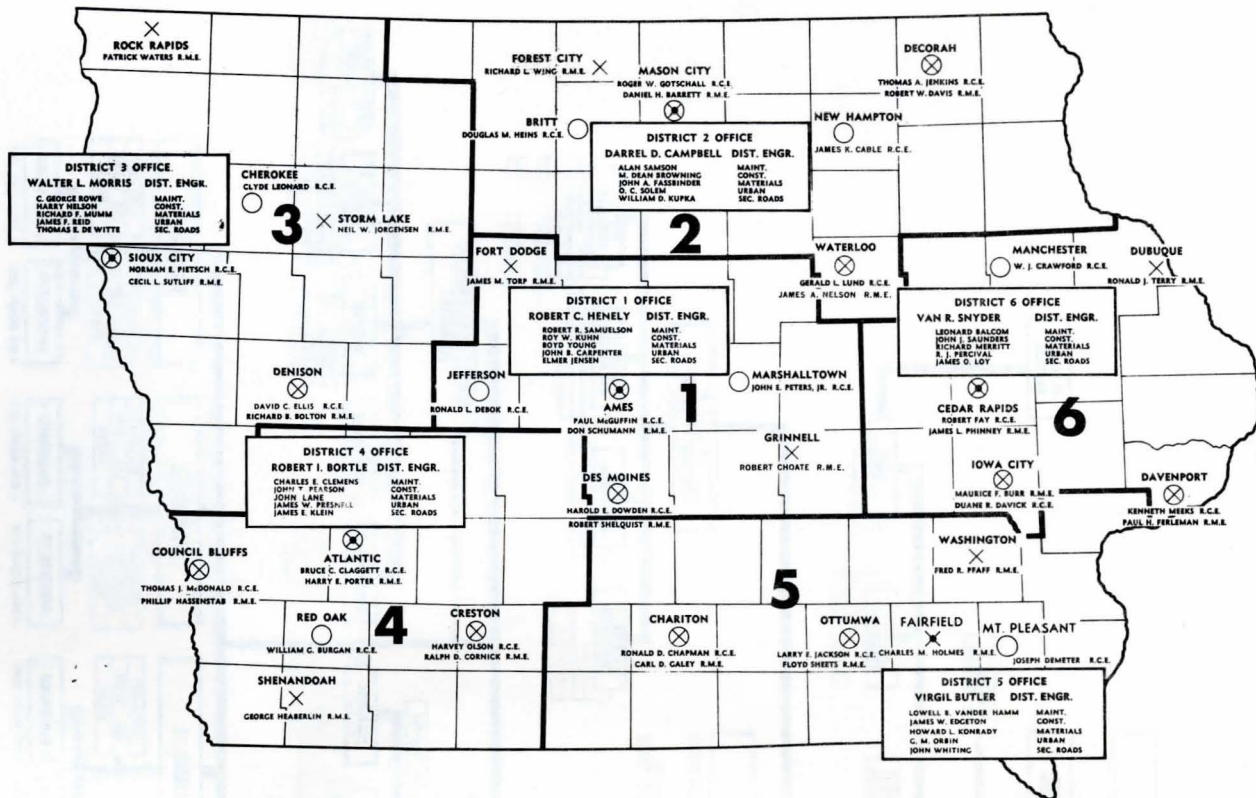 ROCK RAPIDS
PATRICK WATERS R.M.E.
FOREST CITY
RICHARD L. WING R.M.E.
MASON CITY
ROGER W. GOTSCHALL R.C.E.
DANIEL H. BARRETT R.M.E.
DECORAH
THOMAS A. JENKINS R.C.E.
ROBERT W. DAVIS R.M.E.
BRITT
DOUGLAS M. HEINS R.C.E.
NEW HAMPTON
JAMES K. CABLE R.C.E.
DISTRICT 2 OFFICE
DARREL D. CAMPBELL DIST. ENGR.
ALAN SAMSON MAINT.
M. DEAN BROWNING CONST.
JOHN A. FASSBINDER MATERIALS
O. C. SOLEM URBAN
WILLIAM D. KUPKA SEC. ROADS
2
DISTRICT 3 OFFICE
WALTER L. MORRIS DIST. ENGR.
C. GEORGE ROWE MAINT.
HARRY NELSON CONST.
RICHARD F. MUMM MATERIALS
JAMES F. REID URBAN
THOMAS E. DE WITTE SEC. ROADS
CHEROKEE
CLYDE LEONARD R.C.E.
3
STORM LAKE
NEIL W. JORGENSEN R.M.E.
SIOUX CITY
NORMAN E. PIETSCH R.C.E.
CECIL L. SUTLIFF R.M.E.
FORT DODGE
JAMES M. TORP R.M.E.
WATERLOO
GERALD L. LUND R.C.E.
JAMES A. NELSON R.M.E.
MANCHESTER
W. J. CRAWFORD R.C.E.
DUBUQUE
RONALD J. TERRY R.M.E.
DISTRICT 1 OFFICE
ROBERT C. HENELY DIST. ENGR.
ROBERT R. SAMUELSON MAINT.
ROY W. KUHN CONST.
BOYD YOUNG MATERIALS
JOHN B. CARPENTER URBAN
ELMER JENSEN SEC. ROADS
DISTRICT 6 OFFICE
VAN R. SNYDER DIST. ENGR.
LEONARD BALCOM MAINT.
JOHN J. SAUNDERS CONST.
RICHARD MERRITT MATERIALS
R. J. PERCIVAL URBAN
JAMES O. LOY SEC. ROADS
DENISON
DAVID C. ELLIS R.C.E.
RICHARD B. BOLTON R.M.E.
JEFFERSON
RONALD L. DEBOK R.C.E.
AMES
PAUL McGUFFIN R.C.E.
DON SCHUMANN R.M.E.
1
MARSHALLTOWN
JOHN E. PETERS, JR. R.C.E.
CEDAR RAPIDS
ROBERT FAY R.C.E.
JAMES L. PHINNEY R.M.E.
6
GRINNELL
ROBERT CHOATE R.M.E.
DISTRICT 4 OFFICE
ROBERT I. BORTLE DIST. ENGR.
CHARLES E. CLEMENS MAINT.
JOHN T. PEARSON CONST.
JOHN LANE MATERIALS
JAMES W. PRESNELL URBAN
JAMES E. KLEIN SEC. ROADS
DES MOINES
HAROLD E. DOWDEN R.C.E.
ROBERT SHELQUIST R.M.E.
IOWA CITY
MAURICE F. BURR R.M.E.
DUANE R. DAVICK R.C.E.
DAVENPORT
KENNETH MEEKS R.C.E.
PAUL H. FERLEMAN R.M.E.
COUNCIL BLUFFS
THOMAS J. McDONALD R.C.E.
PHILLIP HASSENSTAB R.M.E.
ATLANTIC
BRUCE C. CLAGGETT R.C.E.
HARRY E. PORTER R.M.E.
WASHINGTON
FRED R. PFAFF R.M.E.
5
RED OAK
WILLIAM G. BURGAN R.C.E.
4
CRESTON
HARVEY OLSON R.C.E.
RALPH D. CORNICK R.M.E.
CHARITON
RONALD D. CHAPMAN R.C.E.
CARL D. GALEY R.M.E.
OTTUMWA
LARRY E. JACKSON R.C.E.
FLOYD SHEETS R.M.E.
FAIRFIELD
CHARLES M. HOLMES R.M.E.
MT. PLEASANT
JOSEPH DEMETER R.C.E.
SHENANDOAH
GEORGE HEABERLIN R.M.E.
DISTRICT 5 OFFICE
VIRGIL BUTLER DIST. ENGR.
LOWELL B. VANDER HAMM MAINT.
JAMES W. EDGETON CONST.
HOWARD L. KONRADY MATERIALS
G. M. ORBIN URBAN
JOHN WHITING SEC. ROADS